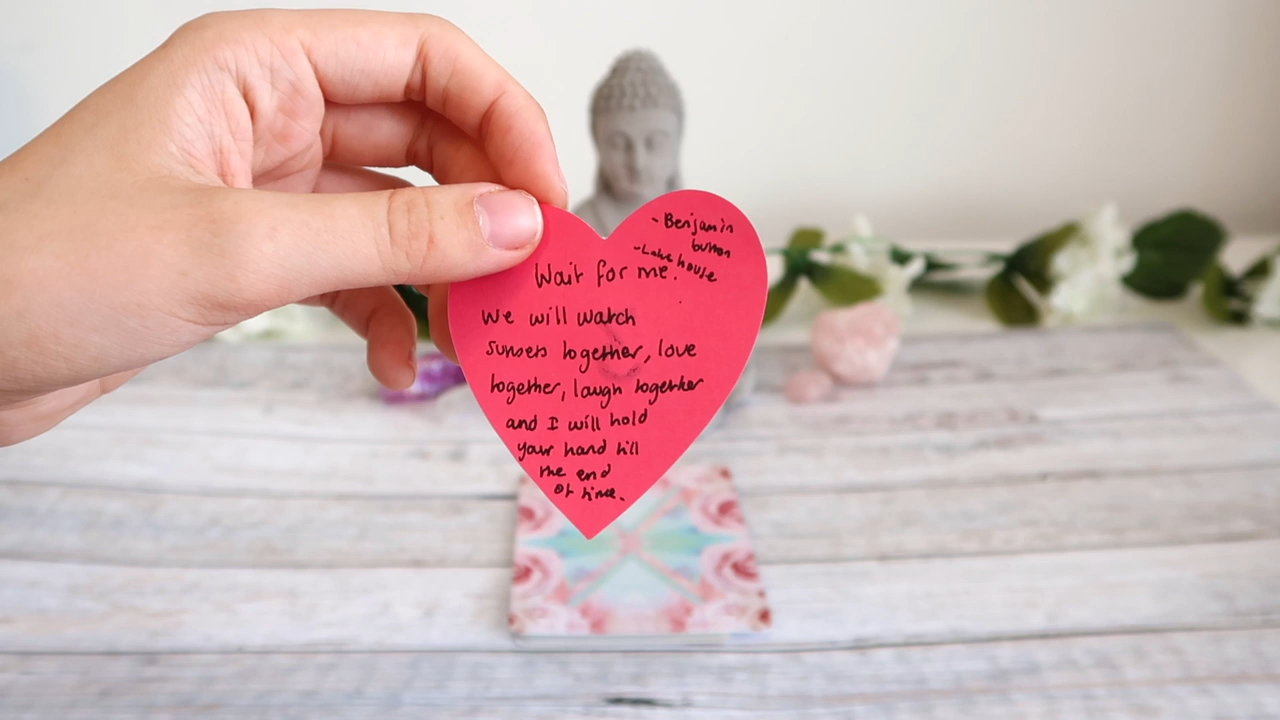 - Benjamin
button
- Lake house
Wait for me.
We will watch
sunsets together, love
together, laugh together
and I will hold
your hand till
the end
of time.